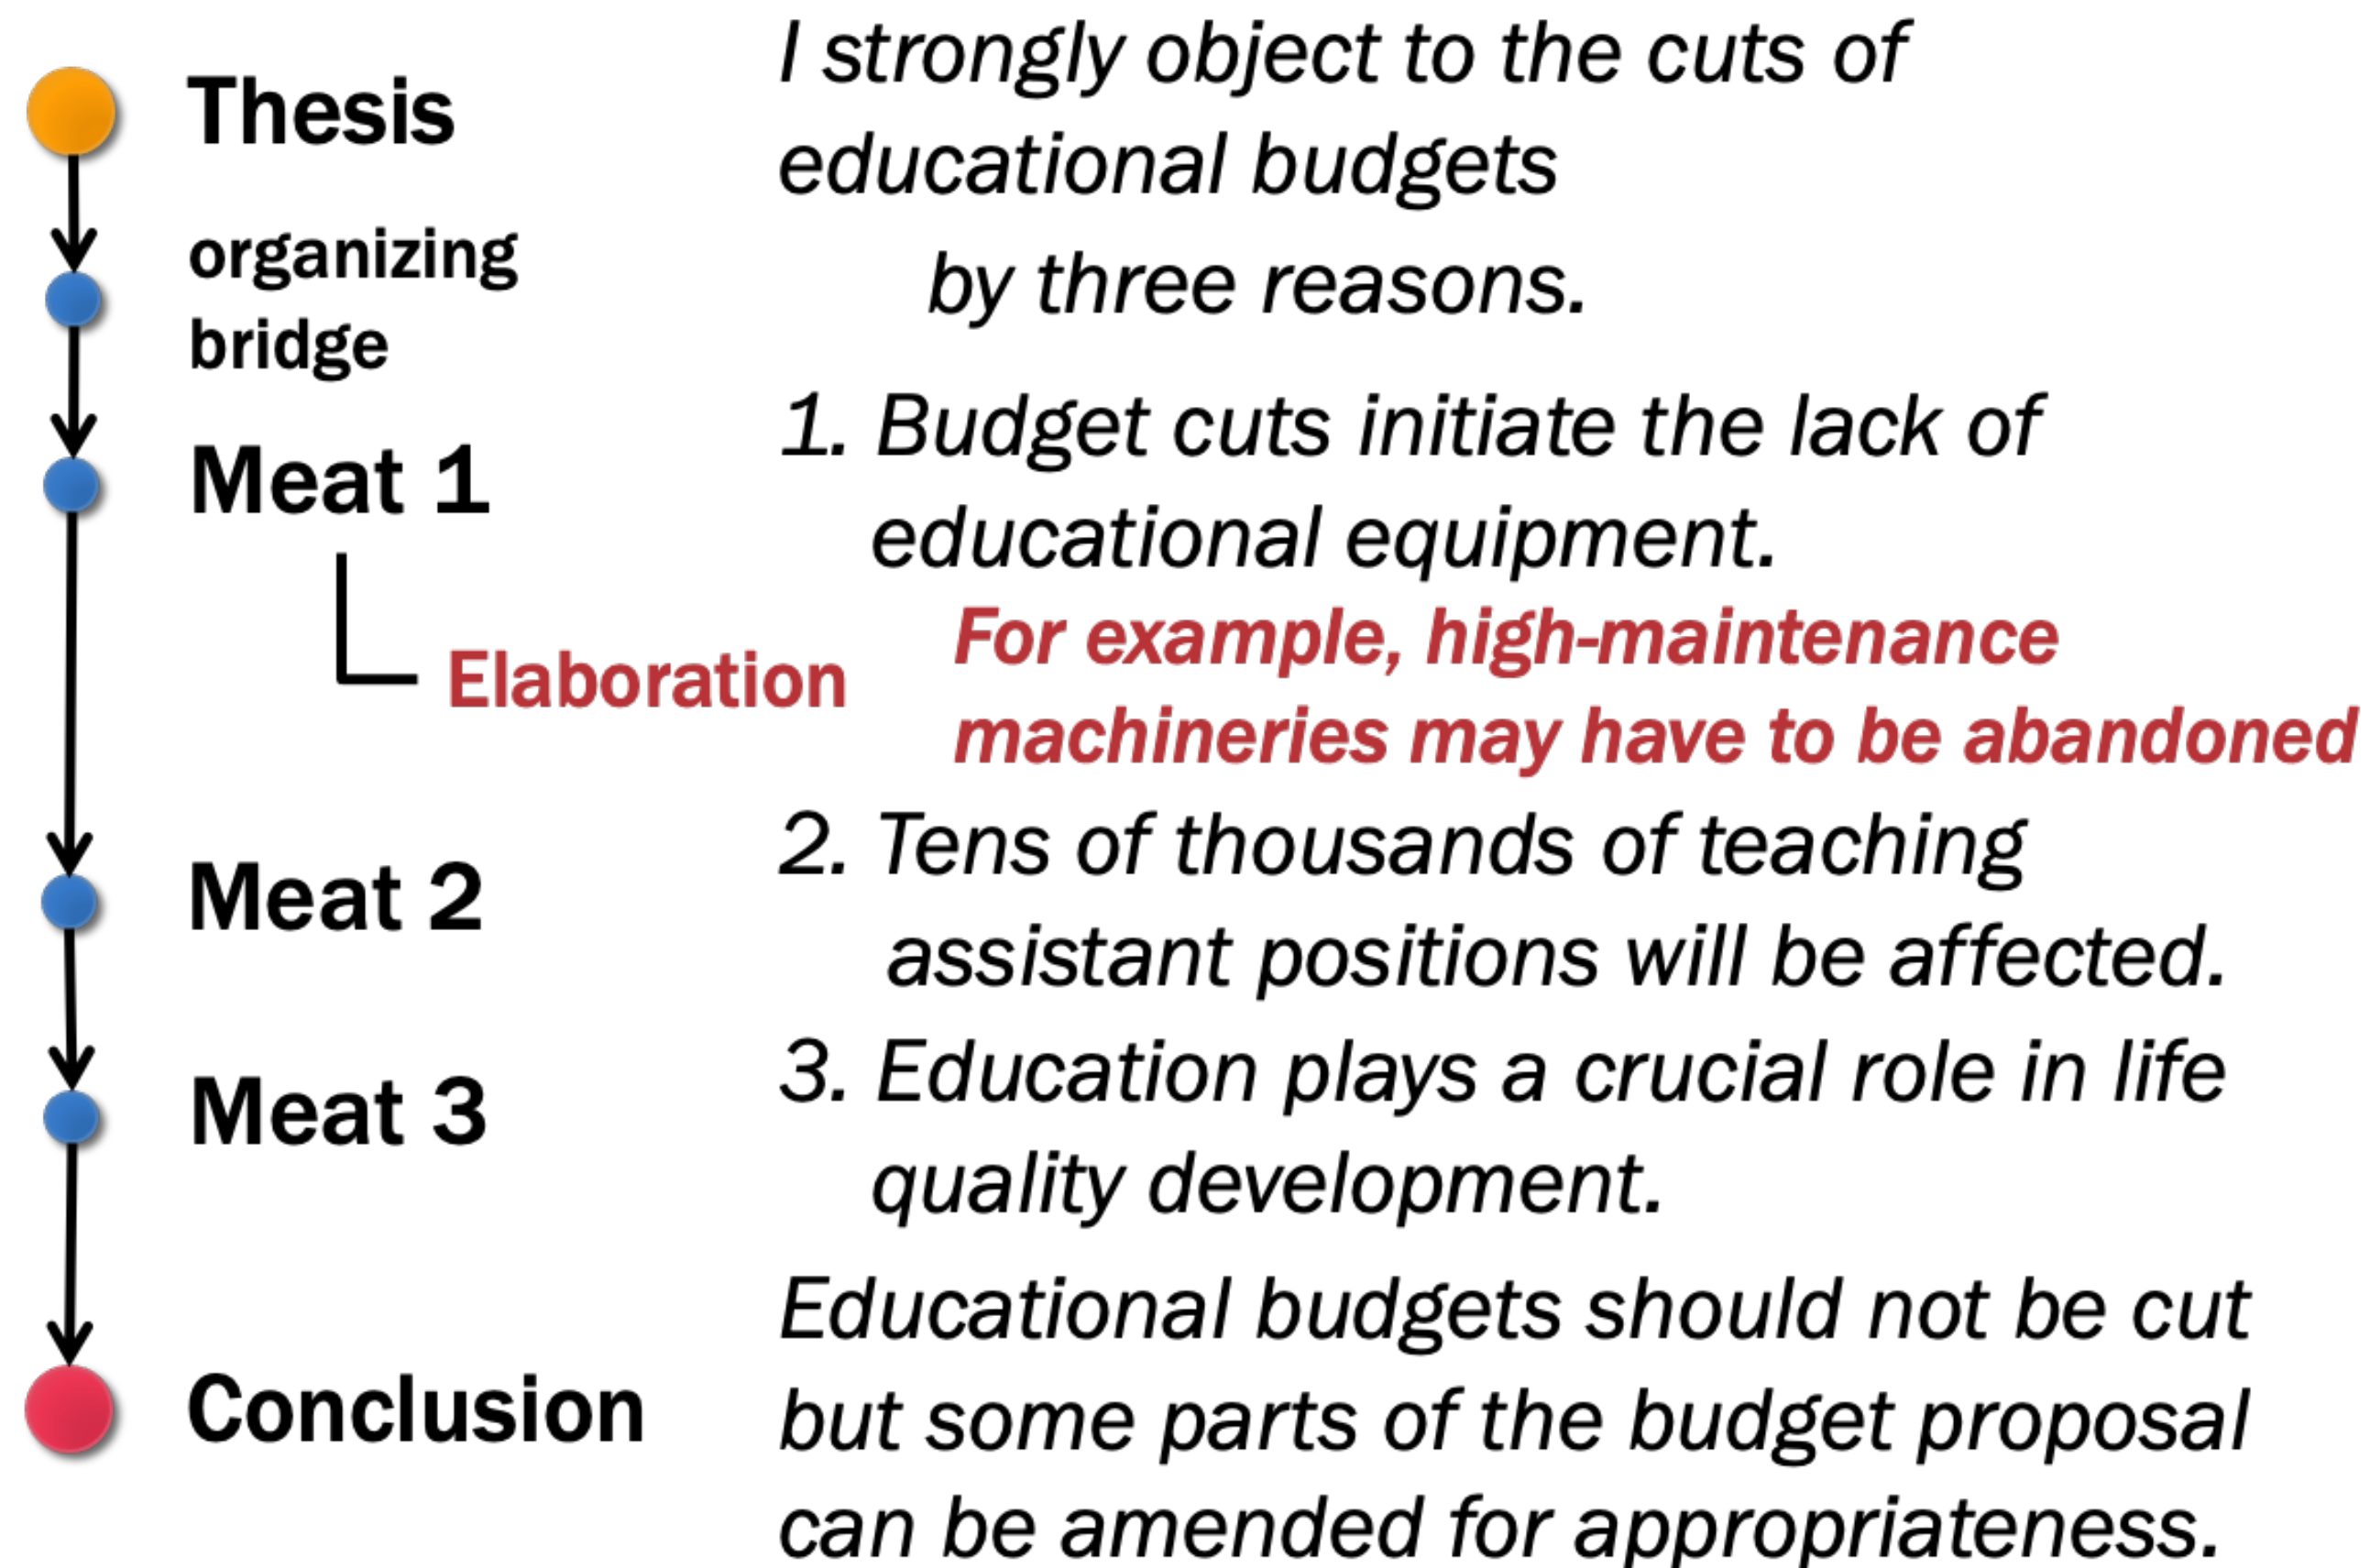 Thesis
I strongly object to the cuts of
educational budgets
organizing
bridge
by three reasons.
Meat 1
1. Budget cuts initiate the lack of
educational equipment.
Elaboration
For example, high-maintenance
machineries may have to be abandoned
Meat 2
2. Tens of thousands of teaching
assistant positions will be affected.
Meat 3
3. Education plays a crucial role in life
quality development.
Conclusion
Educational budgets should not be cut
but some parts of the budget proposal
can be amended for appropriateness.